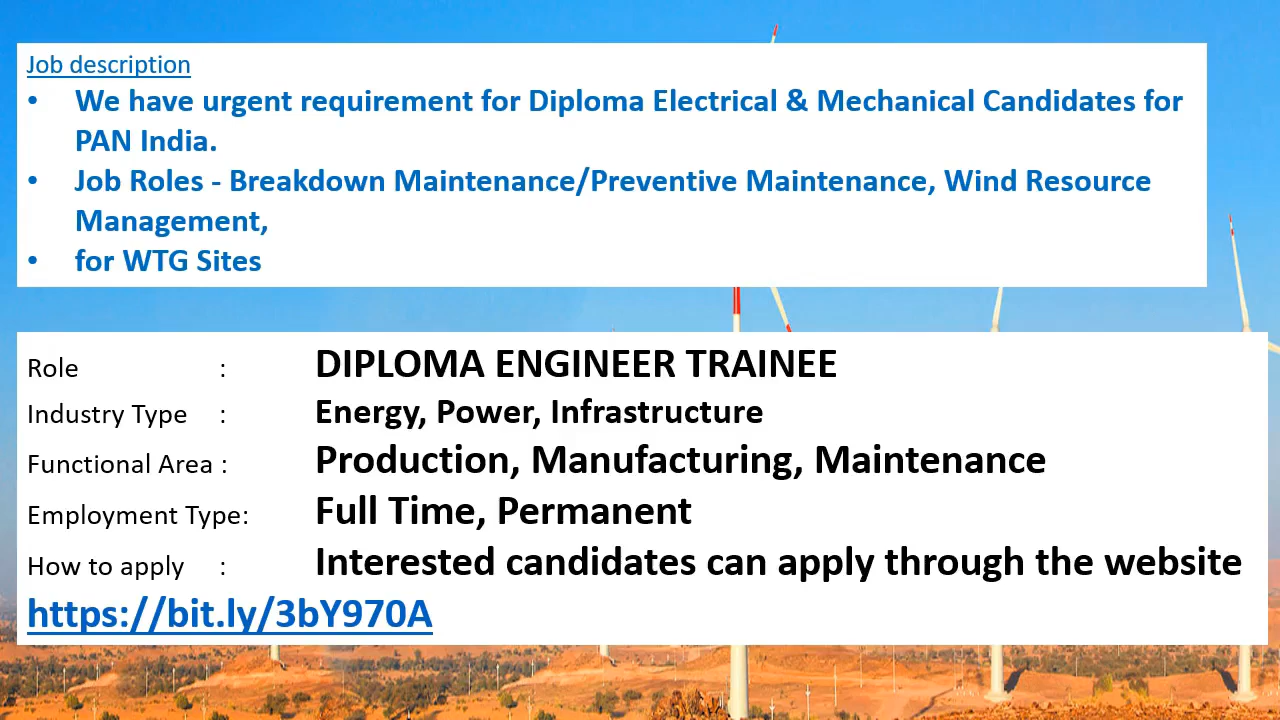 Job description
• We have urgent requirement for Diploma Electrical & Mechanical Candidates for
PAN India.
• Job Roles - Breakdown Maintenance/Preventive Maintenance, Wind Resource
Management,
• for WTG Sites
Role : DIPLOMA ENGINEER TRAINEE
Industry Type : Energy, Power, Infrastructure
Functional Area : Production, Manufacturing, Maintenance
Employment Type: Full Time, Permanent
How to apply : Interested candidates can apply through the website
https://bit.ly/3bY970A